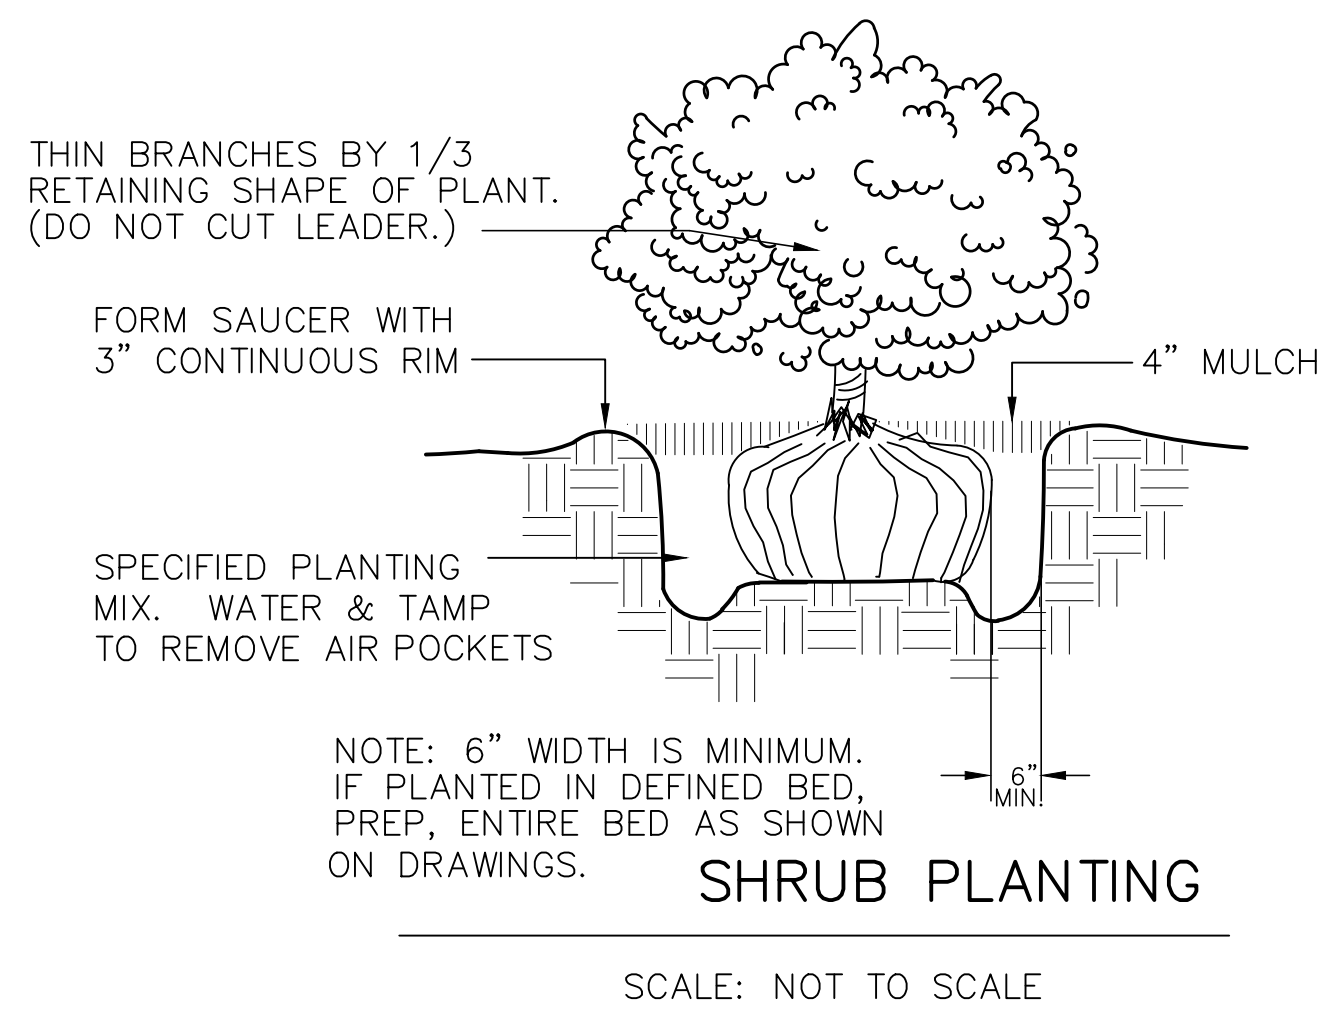 THIN BRANCHES BY 1/3
RETAINING SHAPE OF PLANT.
(DO NOT CUT LEADER.)
FORM SAUCER WITH
3” CONTINUOUS RIM
4” MULCH
SPECIFIED PLANTING
MIX. WATER & TAMP
TO REMOVE AIR POCKETS
NOTE: 6” WIDTH IS MINIMUM.
IF PLANTED IN DEFINED BED,
PREP, ENTIRE BED AS SHOWN
ON DRAWINGS.
6”
MIN.
SHRUB PLANTING
SCALE: NOT TO SCALE